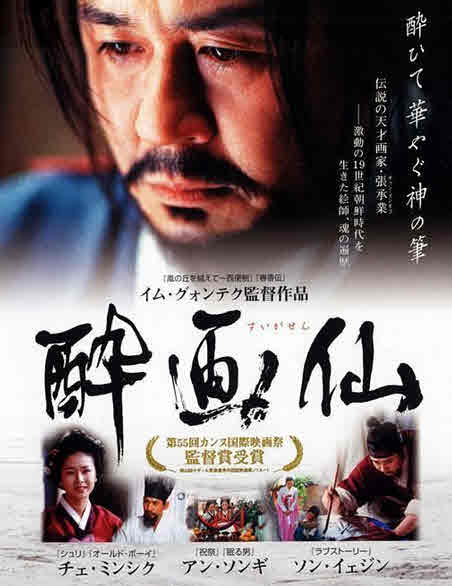 酔ひて華やぐ神の筆
伝説の天才画家・張承業
──激動の19世紀朝鮮時代を
生きた絵師、魂の遍歴
「風の丘を越えて〜西便制」「春香伝」
イム・グォンテク監督作品
すいがせん
酔画仙
第55回カンヌ国際映画祭
監督賞受賞
「シュリ」「オールド・ボーイ」
チェ・ミンシク
「祝祭」「眠る男」
アン・ソンギ
「ラブストーリー」
ソン・イェジン